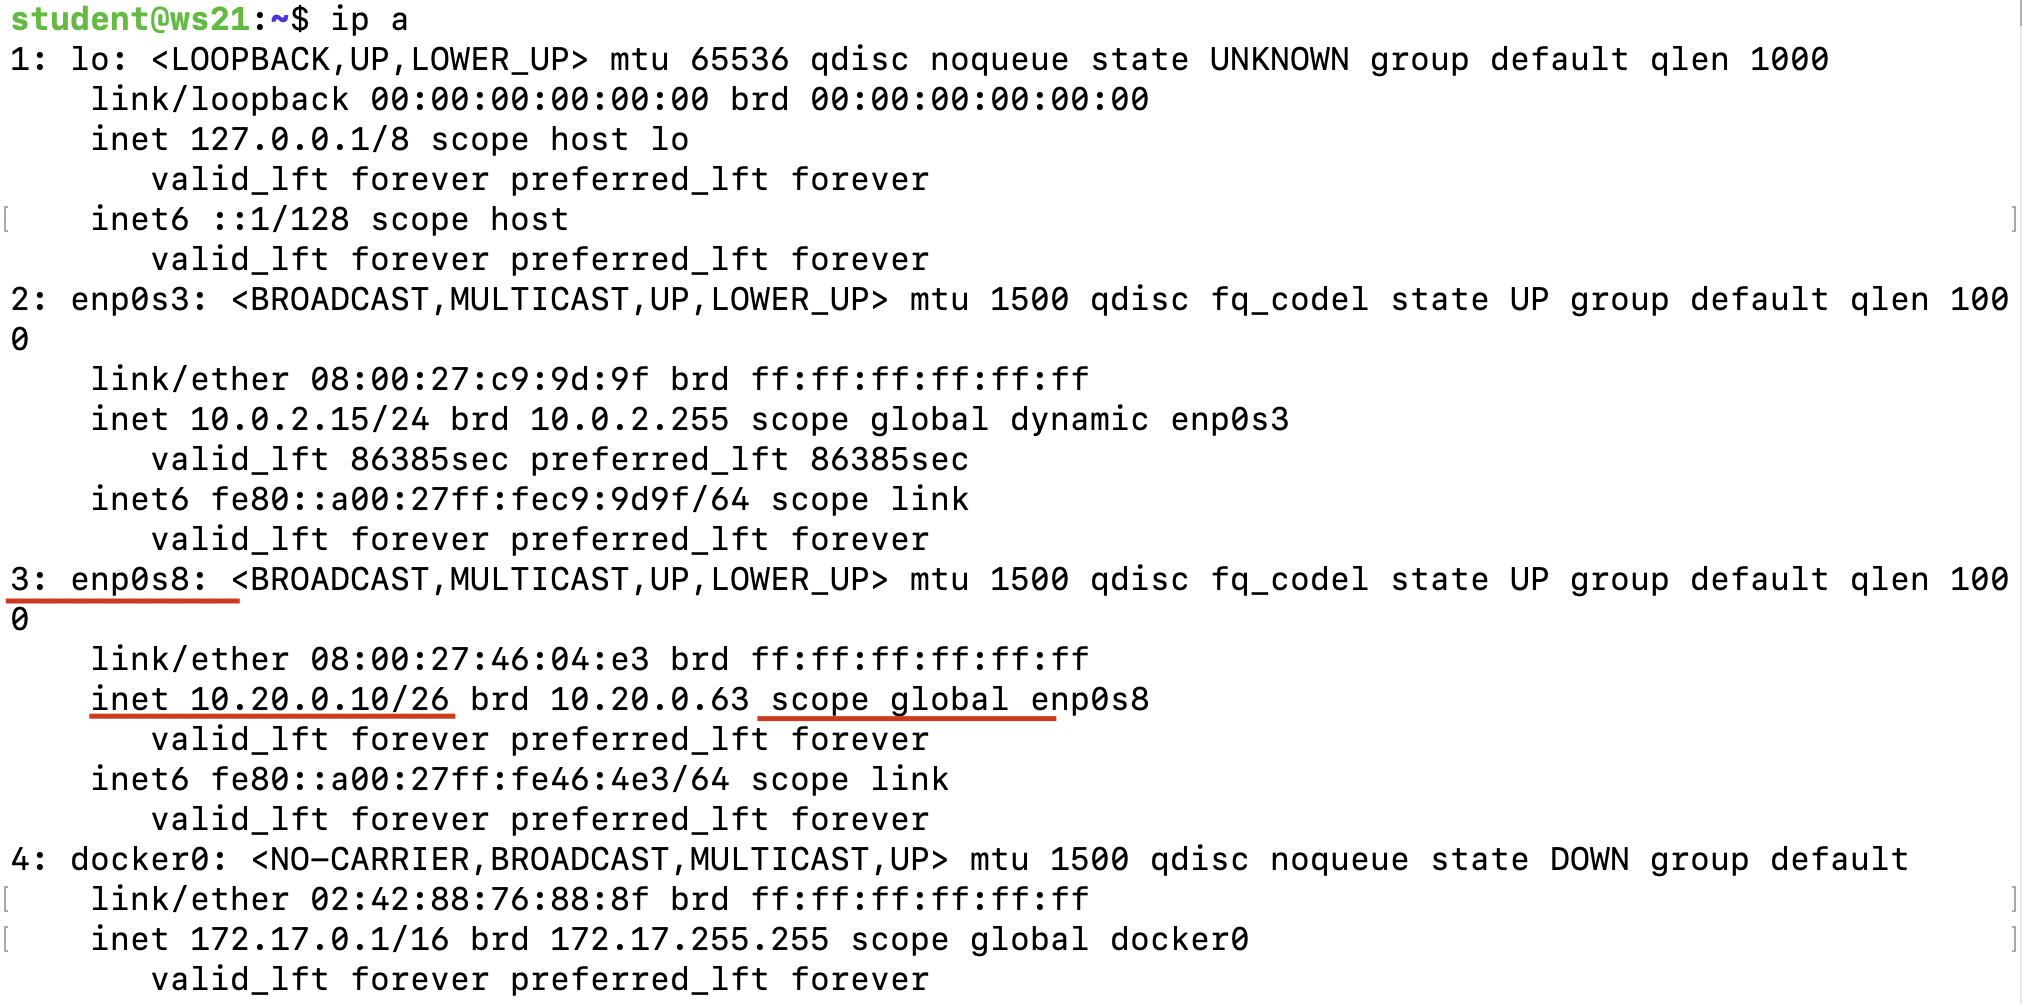 student@ws21:~$ ip a
1: lo: <LOOPBACK,UP,LOWER_UP> mtu 65536 qdisc noqueue state UNKNOWN group default qlen 1000
    link/loopback 00:00:00:00:00:00 brd 00:00:00:00:00:00
    inet 127.0.0.1/8 scope host lo
       valid_lft forever preferred_lft forever
[    inet6 ::1/128 scope host ]
       valid_lft forever preferred_lft forever
2: enp0s3: <BROADCAST,MULTICAST,UP,LOWER_UP> mtu 1500 qdisc fq_codel state UP group default qlen 100
0
    link/ether 08:00:27:c9:9d:9f brd ff:ff:ff:ff:ff:ff
    inet 10.0.2.15/24 brd 10.0.2.255 scope global dynamic enp0s3
       valid_lft 86385sec preferred_lft 86385sec
    inet6 fe80::a00:27ff:fec9:9d9f/64 scope link
       valid_lft forever preferred_lft forever
3: enp0s8: <BROADCAST,MULTICAST,UP,LOWER_UP> mtu 1500 qdisc fq_codel state UP group default qlen 100
0
    link/ether 08:00:27:46:04:e3 brd ff:ff:ff:ff:ff:ff
    inet 10.20.0.10/26 brd 10.20.0.63 scope global enp0s8
       valid_lft forever preferred_lft forever
    inet6 fe80::a00:27ff:fe46:4e3/64 scope link
       valid_lft forever preferred_lft forever
4: docker0: <NO-CARRIER,BROADCAST,MULTICAST,UP> mtu 1500 qdisc noqueue state DOWN group default
[    link/ether 02:42:88:76:88:8f brd ff:ff:ff:ff:ff:ff ]
[    inet 172.17.0.1/16 brd 172.17.255.255 scope global docker0 ]
       valid_lft forever preferred_lft forever